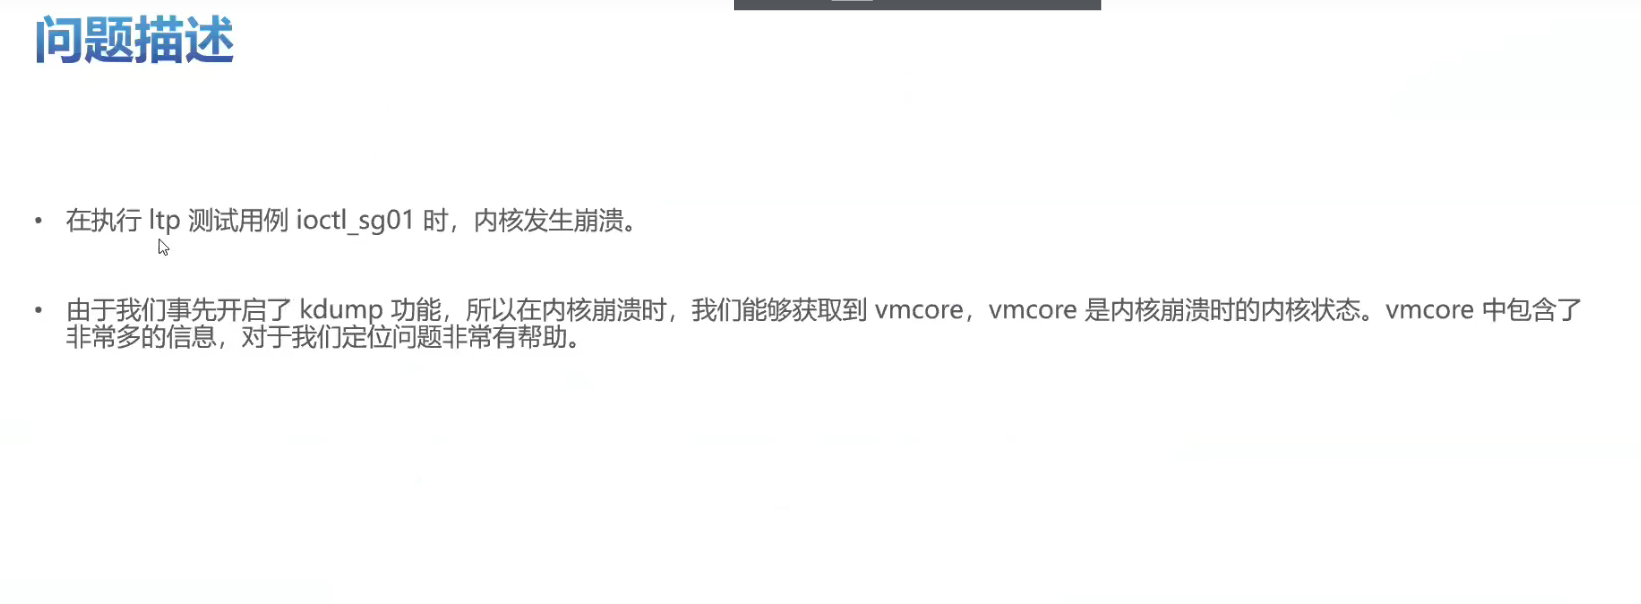 问题描述
• 在执行 ltp 测试用例 ioctl_sg01 时，内核发生崩溃。
• 由于我们事先开启了 kdump 功能，所以在内核崩溃时，我们能够获取到 vmcore，vmcore 是内核崩溃时的内核状态。vmcore 中包含了
非常多的信息，对于我们定位问题非常有帮助。